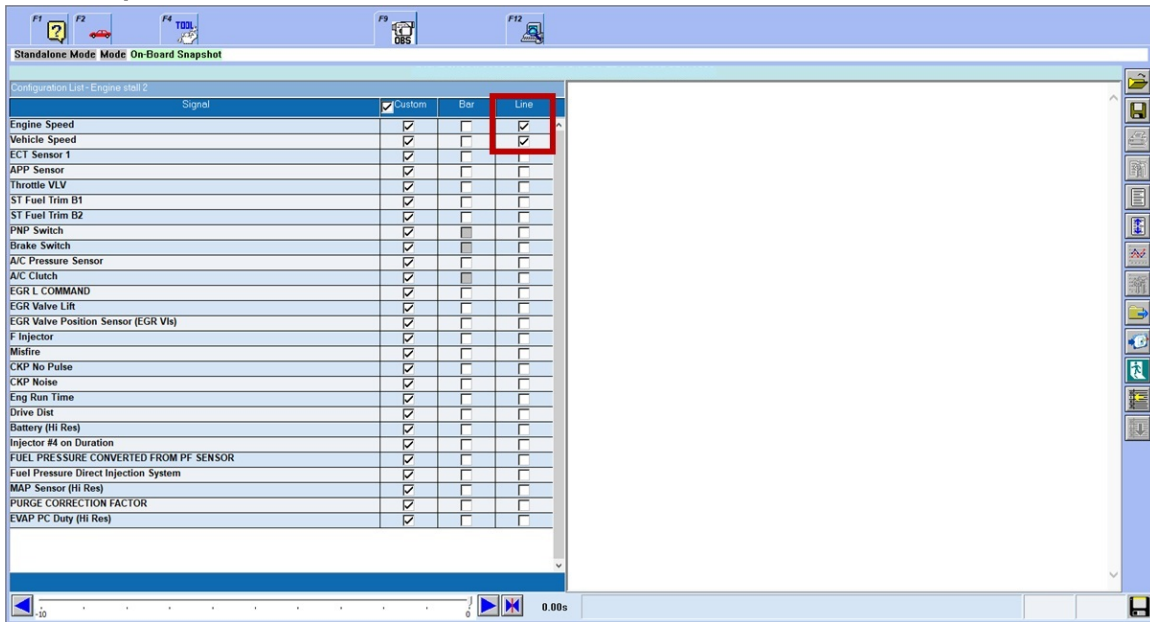 F1 F2 F4 TOOL. F9 OBS F12
Standalone Mode Mode On-Board Snapshot
Configuration List - Engine stall 2
Signal Custom Bar Line
Engine Speed
Vehicle Speed
ECT Sensor 1
APP Sensor
Throttle VLV
ST Fuel Trim B1
ST Fuel Trim B2
PNP Switch
Brake Switch
A/C Pressure Sensor
A/C Clutch
EGR L COMMAND
EGR Valve Lift
EGR Valve Position Sensor (EGR Vls)
F Injector
Misfire
CKP No Pulse
CKP Noise
Eng Run Time
Drive Dist
Battery (Hi Res)
Injector #4 on Duration
FUEL PRESSURE CONVERTED FROM PF SENSOR
Fuel Pressure Direct Injection System
MAP Sensor (Hi Res)
PURGE CORRECTION FACTOR
EVAP PC Duty (Hi Res)
-10 0 0.00s